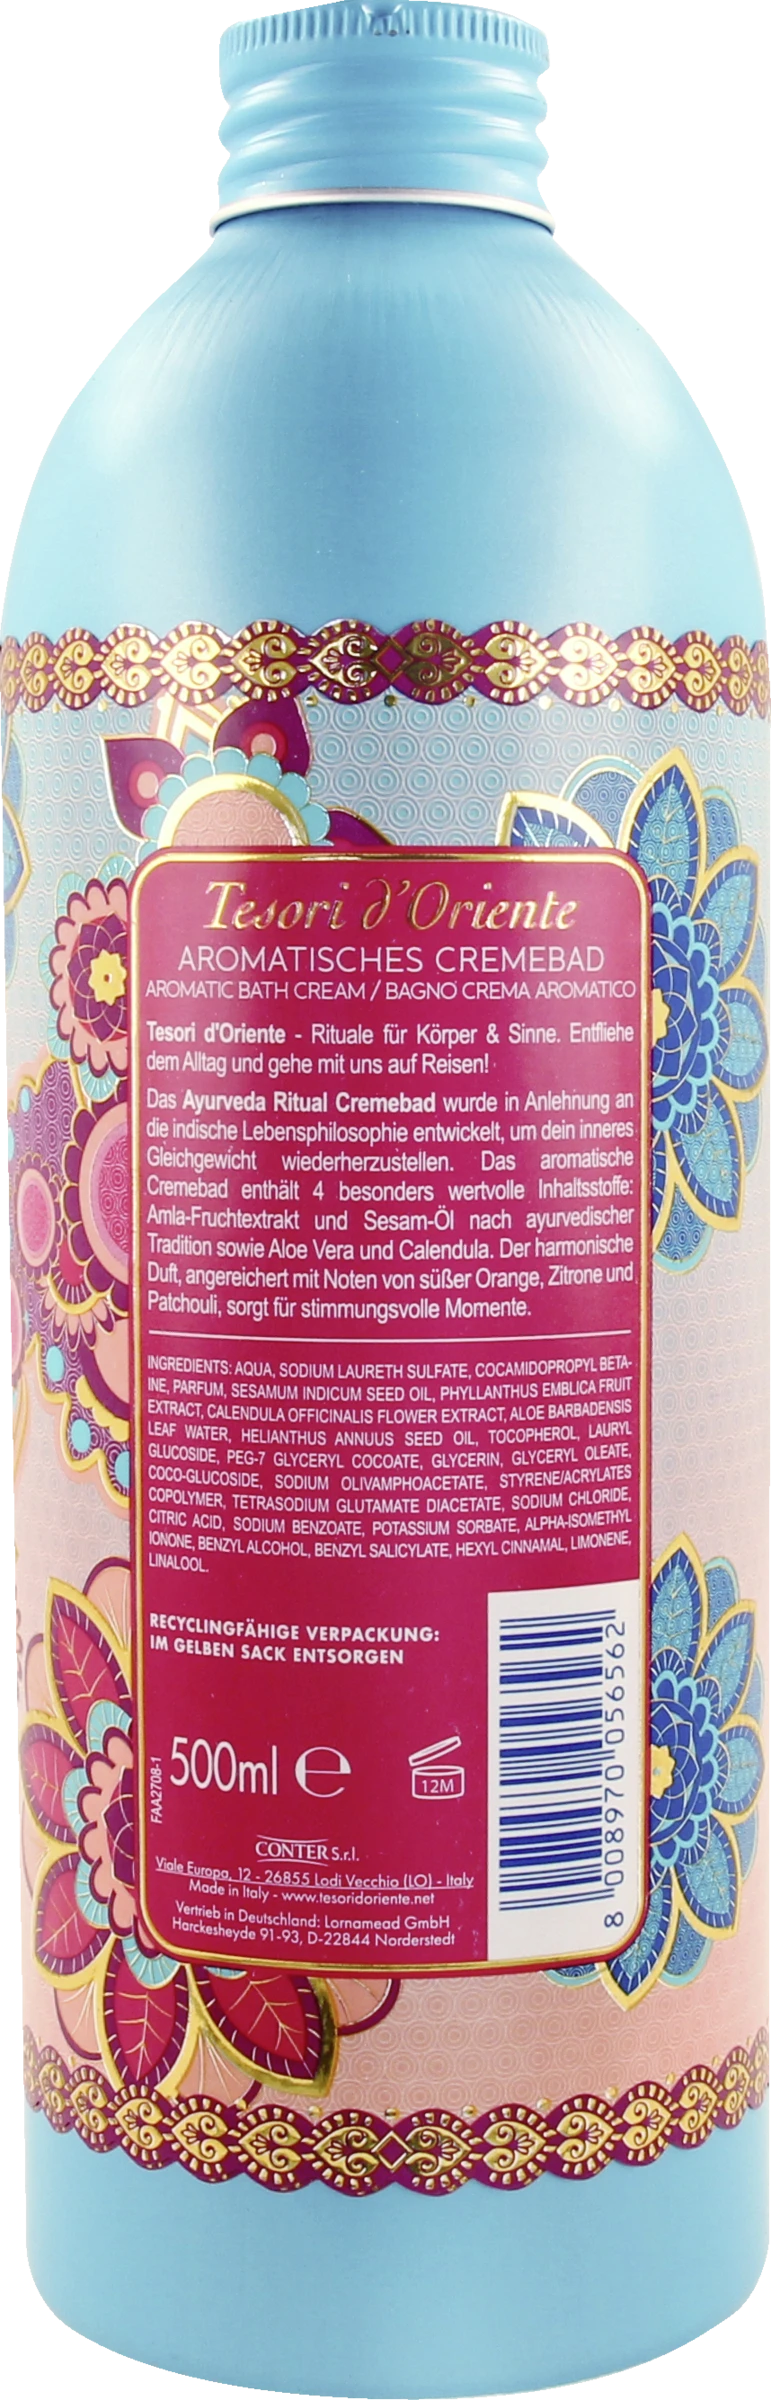 Tesori d'Oriente
AROMATISCHES CREMEBAD
AROMATIC BATH CREAM / BAGNO CREMA AROMATICO
Tesori d'Oriente - Rituale für Körper & Sinne. Entfliehe
dem Alltag und gehe mit uns auf Reisen!
Das Ayurveda Ritual Cremebad wurde in Anlehnung an
die indische Lebensphilosophie entwickelt, um dein inneres
Gleichgewicht wiederherzustellen. Das aromatische
Cremebad enthält 4 besonders wertvolle Inhaltsstoffe:
Amla-Fruchtextrakt und Sesam-Öl nach ayurvedischer
Tradition sowie Aloe Vera und Calendula. Der harmonische
Duft, angereichert mit Noten von süßer Orange, Zitrone und
Patchouli, sorgt für stimmungsvolle Momente.
INGREDIENTS: AQUA, SODIUM LAURETH SULFATE, COCAMIDOPROPYL BETA-
INE, PARFUM, SESAMUM INDICUM SEED OIL, PHYLLANTHUS EMBLICA FRUIT
EXTRACT, CALENDULA OFFICINALIS FLOWER EXTRACT, ALOE BARBADENSIS
LEAF WATER, HELIANTHUS ANNUUS SEED OIL, TOCOPHEROL, LAURYL
GLUCOSIDE, PEG-7 GLYCERYL COCOATE, GLYCERIN, GLYCERYL OLEATE,
COCO-GLUCOSIDE, SODIUM OLIVAMPHOACETATE, STYRENE/ACRYLATES
COPOLYMER, TETRASODIUM GLUTAMATE DIACETATE, SODIUM CHLORIDE,
CITRIC ACID, SODIUM BENZOATE, POTASSIUM SORBATE, ALPHA-ISOMETHYL
IONONE, BENZYL ALCOHOL, BENZYL SALICYLATE, HEXYL CINNAMAL, LIMONENE,
LINALOOL.
RECYCLINGFÄHIGE VERPACKUNG:
IM GELBEN SACK ENTSORGEN
FAA2708-1
500ml e
12M
CONTER S.r.l.
Viale Europa, 12 - 26855 Lodi Vecchio (LO) - Italy
Made in Italy - www.tesoridoriente.net
Vertrieb in Deutschland: Lornamead GmbH
Harckesheyde 91-93, D-22844 Norderstedt
8 008970 056562